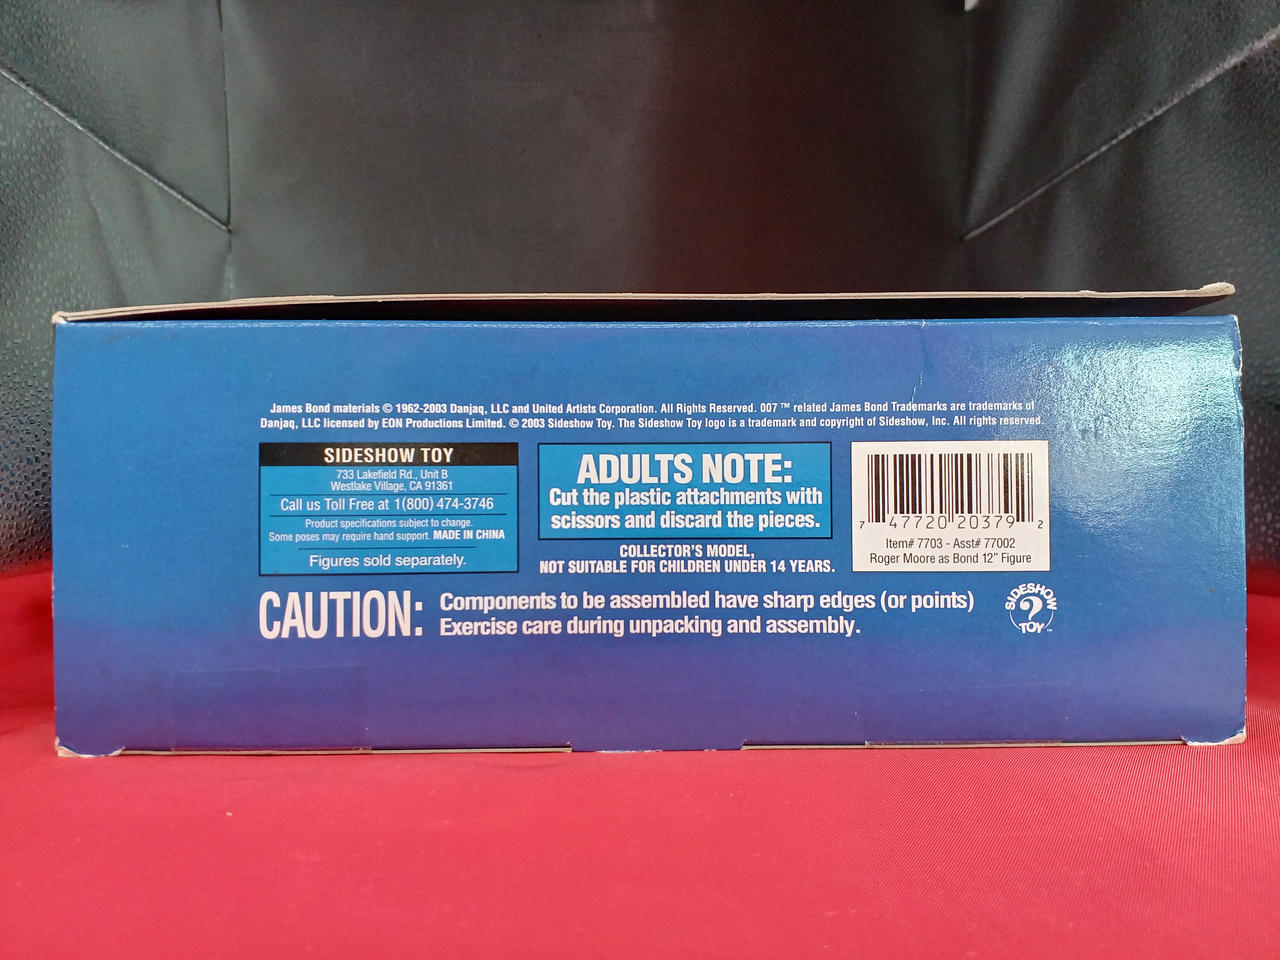 James Bond materials © 1962-2003 Danjaq, LLC and United Artists Corporation. All Rights Reserved. 007 ™ related James Bond Trademarks are trademarks of
Danjaq, LLC licensed by EON Productions Limited. © 2003 Sideshow Toy. The Sideshow Toy logo is a trademark and copyright of Sideshow, Inc. All rights reserved.
SIDESHOW TOY
733 Lakefield Rd., Unit B
Westlake Village, CA 91361
Call us Toll Free at 1(800) 474-3746
Product specifications subject to change.
Some poses may require hand support. MADE IN CHINA
Figures sold separately.
ADULTS NOTE:
Cut the plastic attachments with
scissors and discard the pieces.
COLLECTOR'S MODEL,
NOT SUITABLE FOR CHILDREN UNDER 14 YEARS.
7 47720 20379 2
Item# 7703 - Asst# 77002
Roger Moore as Bond 12" Figure
CAUTION: Components to be assembled have sharp edges (or points)
Exercise care during unpacking and assembly.
SIDESHOW
?
TOY™